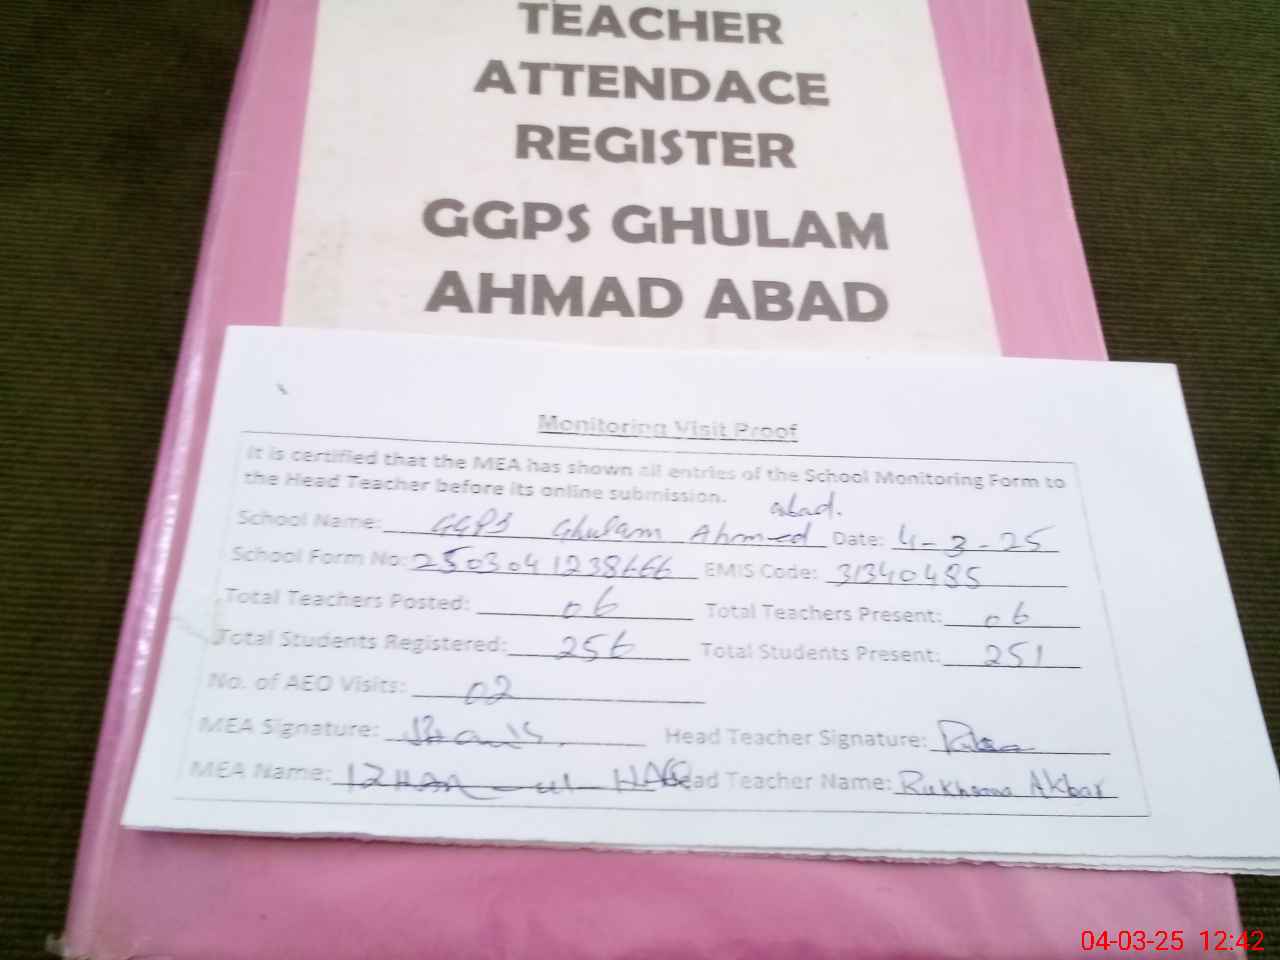 TEACHER
ATTENDACE
REGISTER
GGPS GHULAM
AHMAD ABAD
Monitoring Visit Proof
It is certified that the MEA has shown all entries of the School Monitoring Form to
the Head Teacher before its online submission.
abad.
School Name: GGPS Ghulam Ahmed Date: 4-3-25
School Form No: 2503041238666 EMIS Code: 31340485
Total Teachers Posted: 06 Total Teachers Present: 06
Total Students Registered: 256 Total Students Present: 251
No. of AEO Visits: 02
MEA Signature: Head Teacher Signature:
MEA Name: ul HAQ Head Teacher Name: Rukhsana Akbar
04-03-25 12:42